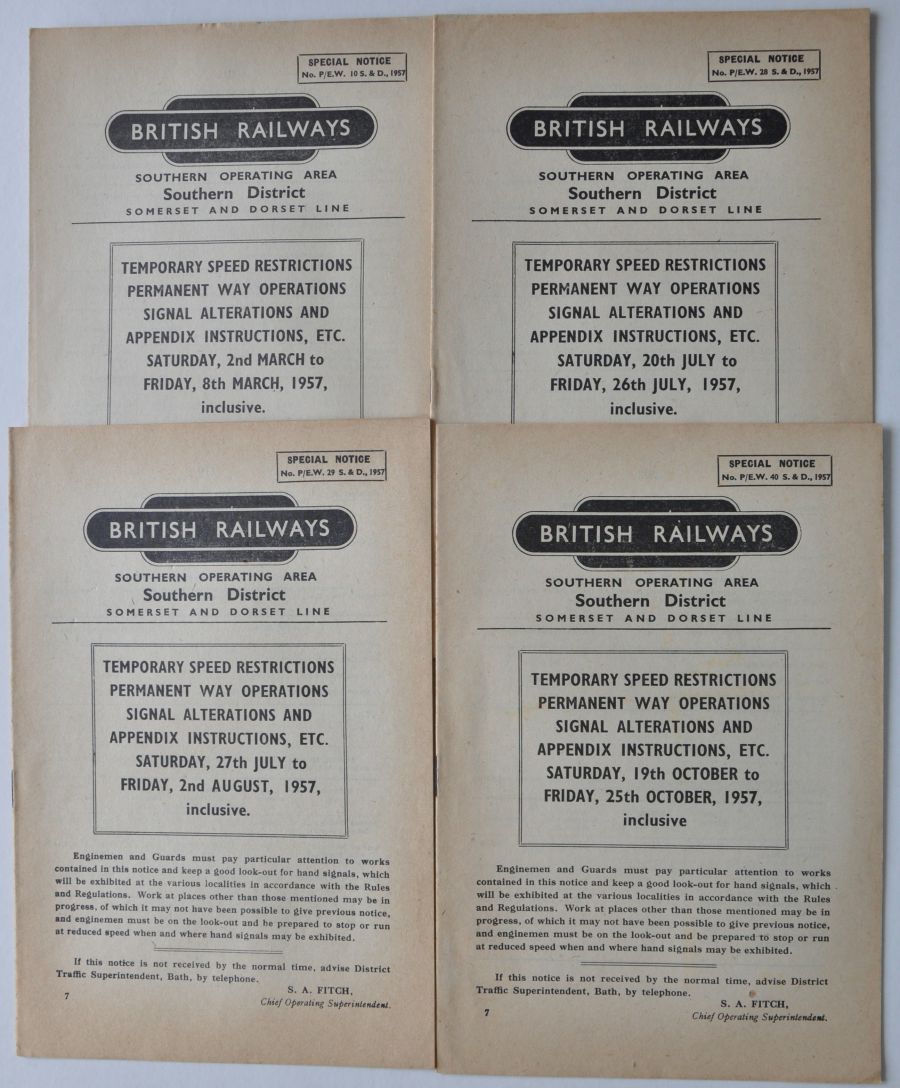 SPECIAL NOTICE
No. P/E.W. 10 S. & D., 1957
BRITISH RAILWAYS
SOUTHERN OPERATING AREA
Southern District
SOMERSET AND DORSET LINE
TEMPORARY SPEED RESTRICTIONS
PERMANENT WAY OPERATIONS
SIGNAL ALTERATIONS AND
APPENDIX INSTRUCTIONS, ETC.
SATURDAY, 2nd MARCH to
FRIDAY, 8th MARCH, 1957,
inclusive.
SPECIAL NOTICE
No. P/E.W. 28 S. & D., 1957
BRITISH RAILWAYS
SOUTHERN OPERATING AREA
Southern District
SOMERSET AND DORSET LINE
TEMPORARY SPEED RESTRICTIONS
PERMANENT WAY OPERATIONS
SIGNAL ALTERATIONS AND
APPENDIX INSTRUCTIONS, ETC.
SATURDAY, 20th JULY to
FRIDAY, 26th JULY, 1957,
inclusive.
SPECIAL NOTICE
No. P/E.W. 29 S. & D., 1957
BRITISH RAILWAYS
SOUTHERN OPERATING AREA
Southern District
SOMERSET AND DORSET LINE
TEMPORARY SPEED RESTRICTIONS
PERMANENT WAY OPERATIONS
SIGNAL ALTERATIONS AND
APPENDIX INSTRUCTIONS, ETC.
SATURDAY, 27th JULY to
FRIDAY, 2nd AUGUST, 1957,
inclusive.
Enginemen and Guards must pay particular attention to works
contained in this notice and keep a good look-out for hand signals, which
will be exhibited at the various localities in accordance with the Rules
and Regulations. Work at places other than those mentioned may be in
progress, of which it may not have been possible to give previous notice,
and enginemen must be on the look-out and be prepared to stop or run
at reduced speed when and where hand signals may be exhibited.
If this notice is not received by the normal time, advise District
Traffic Superintendent, Bath, by telephone.
S. A. FITCH,
Chief Operating Superintendent.
7
SPECIAL NOTICE
No. P/E.W. 40 S. & D., 1957
BRITISH RAILWAYS
SOUTHERN OPERATING AREA
Southern District
SOMERSET AND DORSET LINE
TEMPORARY SPEED RESTRICTIONS
PERMANENT WAY OPERATIONS
SIGNAL ALTERATIONS AND
APPENDIX INSTRUCTIONS, ETC.
SATURDAY, 19th OCTOBER to
FRIDAY, 25th OCTOBER, 1957,
inclusive
Enginemen and Guards must pay particular attention to works
contained in this notice and keep a good look-out for hand signals, which
will be exhibited at the various localities in accordance with the Rules
and Regulations. Work at places other than those mentioned may be in
progress, of which it may not have been possible to give previous notice,
and enginemen must be on the look-out and be prepared to stop or run
at reduced speed when and where hand signals may be exhibited.
If this notice is not received by the normal time, advise District
Traffic Superintendent, Bath, by telephone.
S. A. FITCH,
Chief Operating Superintendent.
7